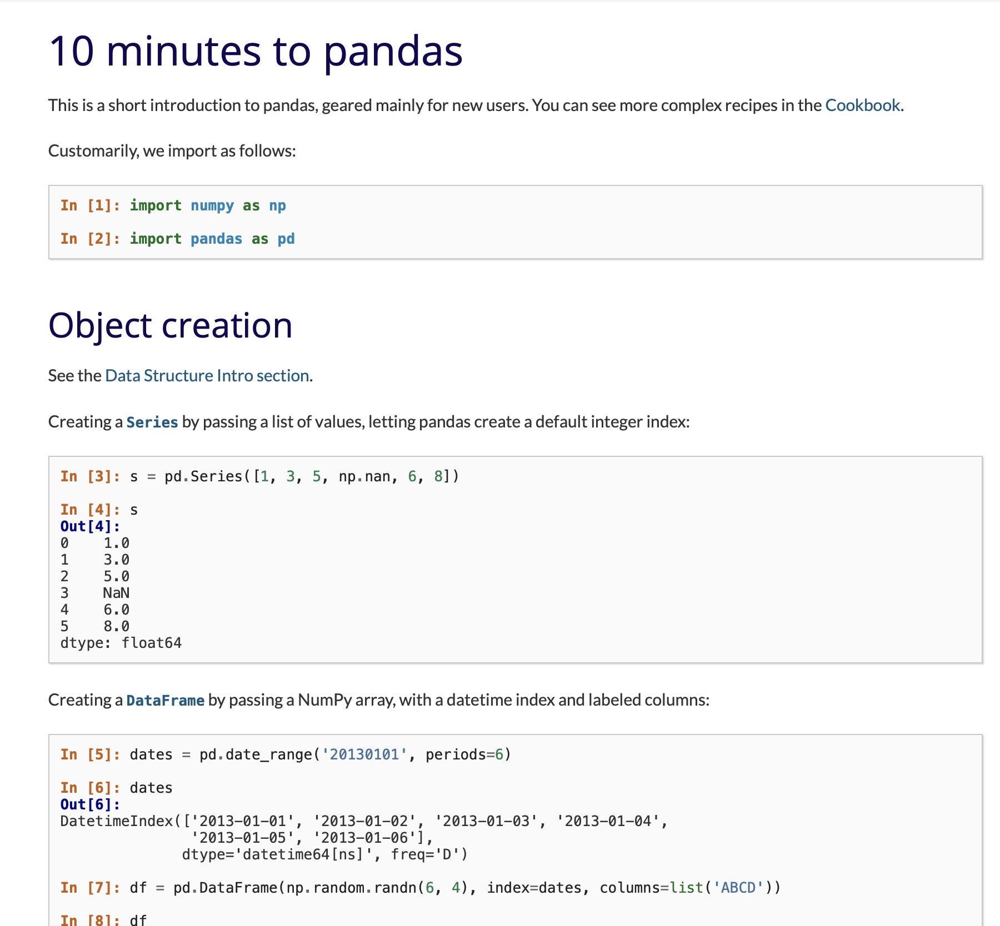 10 minutes to pandas
This is a short introduction to pandas, geared mainly for new users. You can see more complex recipes in the Cookbook.
Customarily, we import as follows:
In [1]: import numpy as np
In [2]: import pandas as pd
Object creation
See the Data Structure Intro section.
Creating a Series by passing a list of values, letting pandas create a default integer index:
In [3]: s = pd.Series([1, 3, 5, np.nan, 6, 8])
In [4]: s
Out[4]:
0    1.0
1    3.0
2    5.0
3    NaN
4    6.0
5    8.0
dtype: float64
Creating a DataFrame by passing a NumPy array, with a datetime index and labeled columns:
In [5]: dates = pd.date_range('20130101', periods=6)
In [6]: dates
Out[6]:
DatetimeIndex(['2013-01-01', '2013-01-02', '2013-01-03', '2013-01-04',
               '2013-01-05', '2013-01-06'],
              dtype='datetime64[ns]', freq='D')
In [7]: df = pd.DataFrame(np.random.randn(6, 4), index=dates, columns=list('ABCD'))
In [8]: df